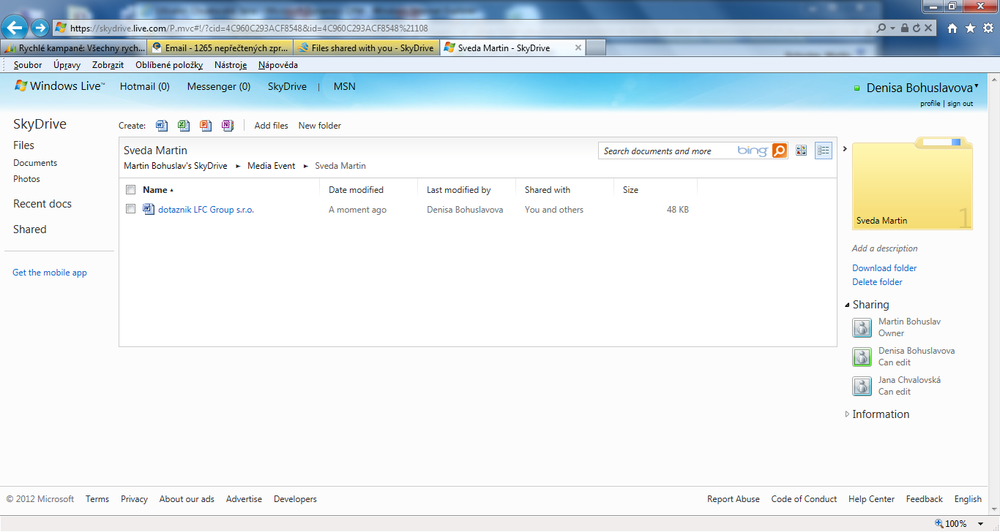 https://skydrive.live.com/P.mvc#!/?cid=4C960C293ACF8548&id=4C960C293ACF8548%21108
Rychlé kampaně: Všechny rych...
Email - 1265 nepřečtených zpr...
Files shared with you - SkyDrive
Sveda Martin - SkyDrive
Soubor Úpravy Zobrazit Oblíbené položky Nástroje Nápověda
Windows Live™ Hotmail (0) Messenger (0) SkyDrive | MSN
Denisa Bohuslavova
profile | sign out
SkyDrive
Files
Documents
Photos
Recent docs
Shared
Get the mobile app
Create: Add files New folder
Sveda Martin
Search documents and more bing
Martin Bohuslav's SkyDrive ► Media Event ► Sveda Martin
Name Date modified Last modified by Shared with Size
dotaznik LFC Group s.r.o. A moment ago Denisa Bohuslavova You and others 48 KB
Sveda Martin 1
Add a description
Download folder
Delete folder
Sharing
Martin Bohuslav
Owner
Denisa Bohuslavova
Can edit
Jana Chvalovská
Can edit
Information
© 2012 Microsoft Terms Privacy About our ads Advertise Developers
Report Abuse Code of Conduct Help Center Feedback English
100%